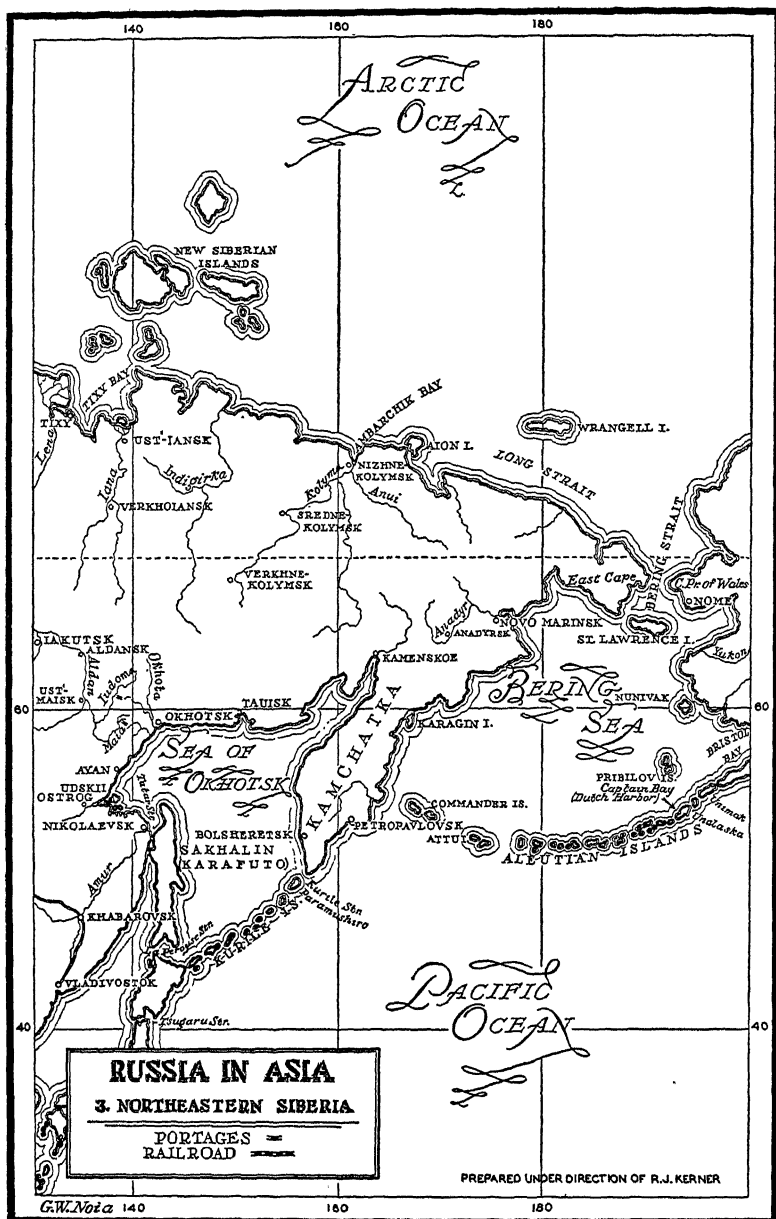 140
160
180
ARCTIC
OCEAN
NEW SIBERIAN
ISLANDS
TIXY BAY
TIXY
Lena
UST'-IANSK
Iana
Indigirka
VERKHOIANSK
AMBARCHIK BAY
AION I.
WRANGELL I.
LONG STRAIT
NIZHNE-
KOLYMSK
Kolyma
Anui
SREDNE-
KOLYMSK
VERKHNE-
KOLYMSK
BERING STRAIT
East Cape
C. Pr. of Wales
NOME
Anadyr
ANADYRSK
NOVO MARINSK
ST. LAWRENCE I.
Yukon
IAKUTSK
ALDANSK
Aldan
Iudoma
Okhota
UST'-
MAISK
KAMENSKOE
60
OKHOTSK
TAUISK
BERING
SEA
NUNIVAK
60
KARAGIN I.
BRISTOL
BAY
SEA OF
OKHOTSK
KAMCHATKA
AYAN
UDSKII
OSTROG
Tatar Str.
PRIBILOV IS.
Captain Bay
(Dutch Harbor)
Unimak
Unalaska
COMMANDER IS.
NIKOLAEVSK
BOLSHERETSK
PETROPAVLOVSK
ATTU I.
ALEUTIAN ISLANDS
SAKHALIN
(KARAFUTO)
Amur
Kurile Str.
Paramushiro
KHABAROVSK
Perouse Str.
KURILE IS.
VLADIVOSTOK
PACIFIC
OCEAN
40
Tsugaru Str.
40
RUSSIA IN ASIA
3. NORTHEASTERN SIBERIA
PORTAGES
RAILROAD
PREPARED UNDER DIRECTION OF R.J. KERNER
G.W. Noia
140
160
180